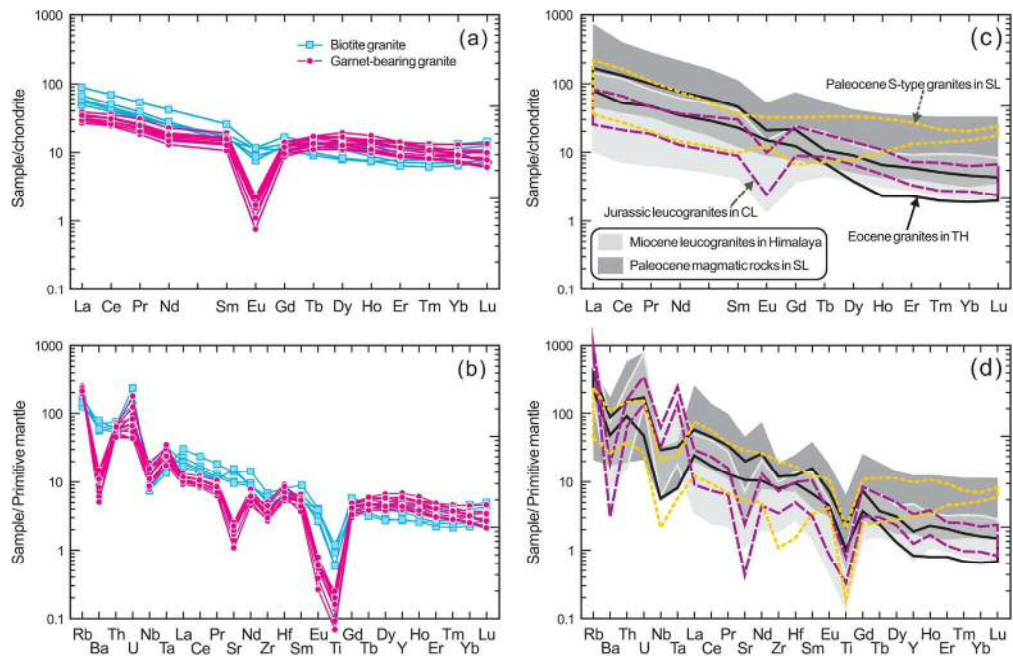 (a)
Biotite granite
Garnet-bearing granite
Sample/chondrite
1000
100
10
1
0.1
La Ce Pr Nd Sm Eu Gd Tb Dy Ho Er Tm Yb Lu
(c)
Paleocene S-type granites in SL
Jurassic leucogranites in CL
Eocene granites in TH
Miocene leucogranites in Himalaya
Paleocene magmatic rocks in SL
Sample/chondrite
1000
100
10
1
0.1
La Ce Pr Nd Sm Eu Gd Tb Dy Ho Er Tm Yb Lu
(b)
Sample/ Primitive mantle
1000
100
10
1
0.1
Rb Th Nb La Pr Nd Hf Eu Gd Dy Ho Tm Lu
Ba U Ta Ce Sr Zr Sm Ti Tb Y Er Yb
(d)
Sample/ Primitive mantle
1000
100
10
1
0.1
Rb Th Nb La Pr Nd Hf Eu Gd Dy Ho Tm Lu
Ba U Ta Ce Sr Zr Sm Ti Tb Y Er Yb